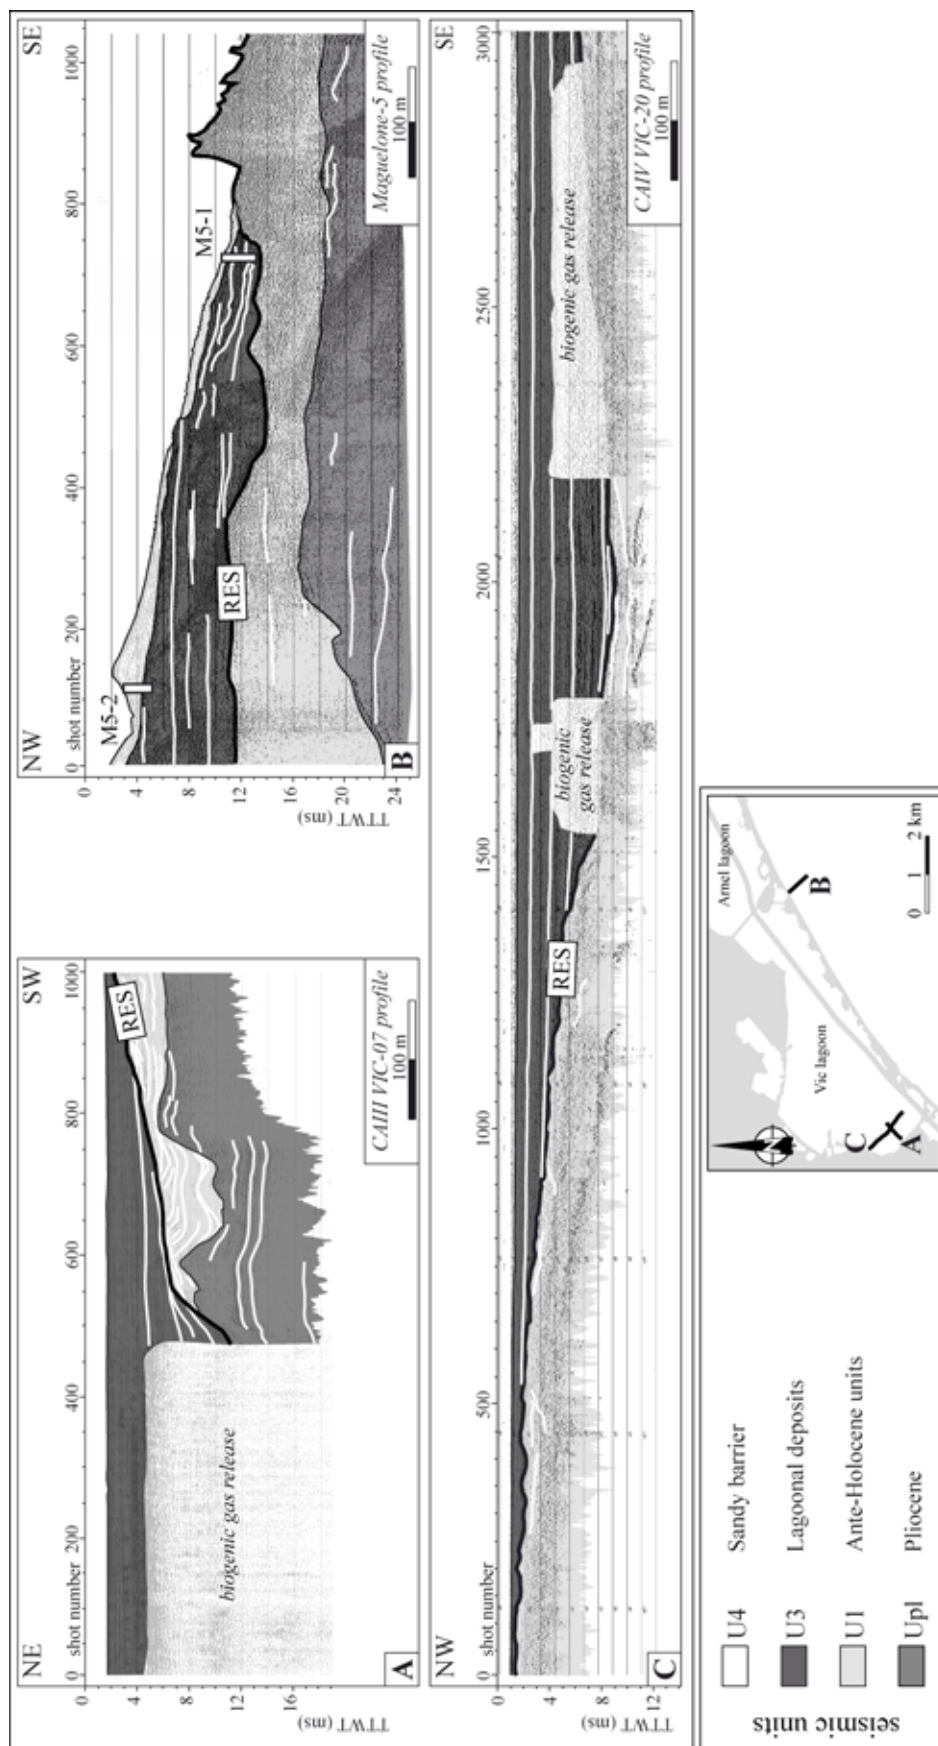 NE
SW
shot number
0
200
400
600
800
1000
0
4
8
12
16
TTWT (ms)
RES
biogenic gas release
A
CAIII VIC-07 profile
100 m
NW
SE
shot number
0
200
400
600
800
1000
0
4
8
12
16
20
24
TTWT (ms)
M5-2
M5-1
RES
B
Maguelone-5 profile
100 m
NW
SE
shot number
0
500
1000
1500
2000
2500
3000
0
4
8
12
TTWT (ms)
RES
biogenic
gas release
biogenic gas release
C
CAIV VIC-20 profile
100 m
seismic units
U4 Sandy barrier
U3 Lagoonal deposits
U1 Ante-Holocene units
Upl Pliocene
N
Arnel lagoon
Vic lagoon
C
A
B
0 1 2 km